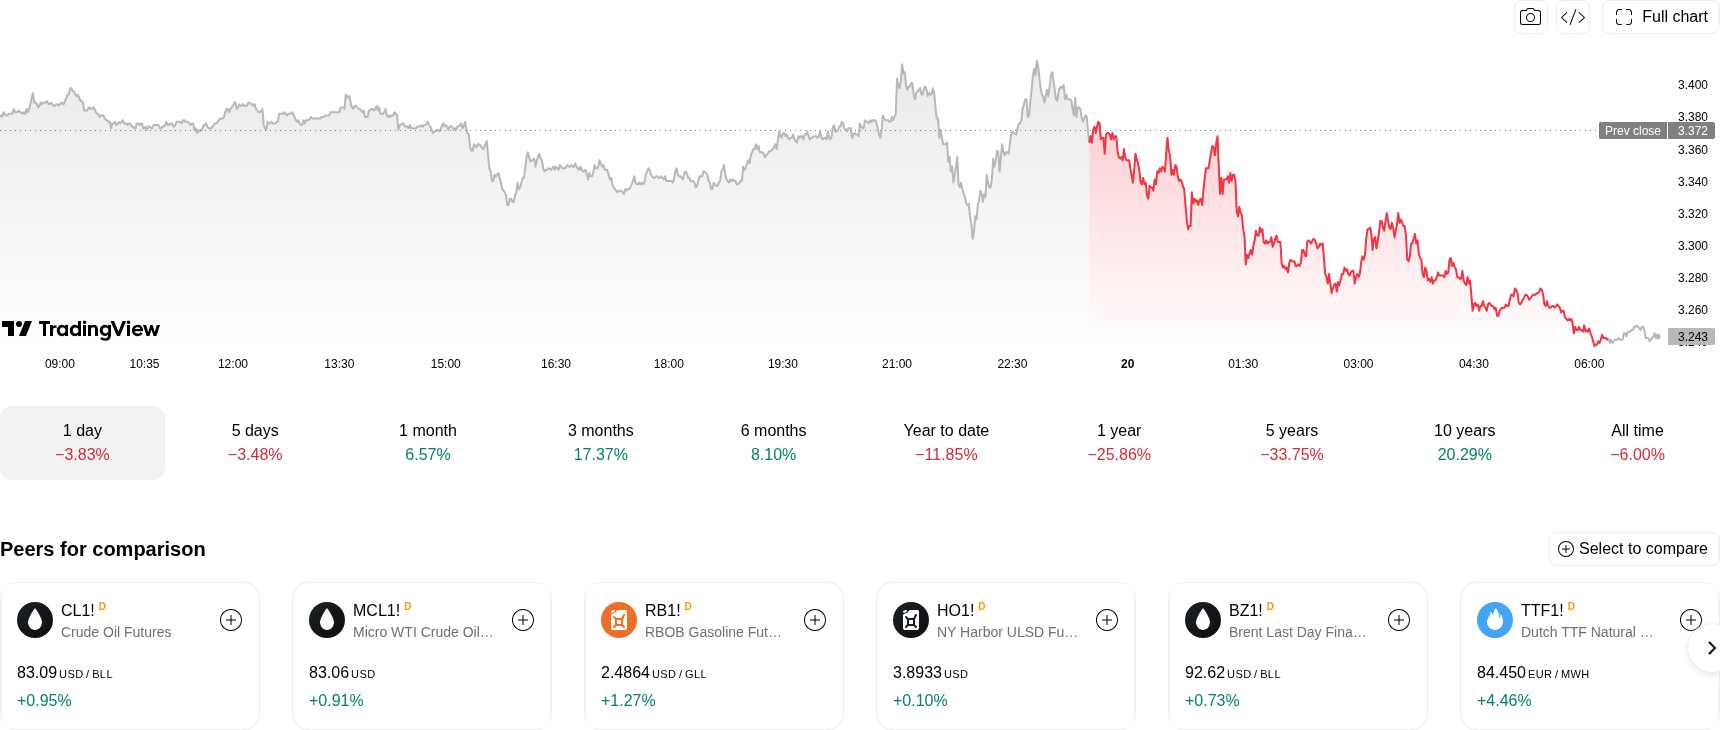 Full chart
3.400
3.380
Prev close 3.372
3.360
3.340
3.320
3.300
3.280
3.260
3.243
TradingView
09:00 10:35 12:00 13:30 15:00 16:30 18:00 19:30 21:00 22:30 20 01:30 03:00 04:30 06:00
1 day 5 days 1 month 3 months 6 months Year to date 1 year 5 years 10 years All time
−3.83% −3.48% 6.57% 17.37% 8.10% −11.85% −25.86% −33.75% 20.29% −6.00%
Peers for comparison Select to compare
CL1! D MCL1! D RB1! D HO1! D BZ1! D TTF1! D
Crude Oil Futures Micro WTI Crude Oil… RBOB Gasoline Fut… NY Harbor ULSD Fu… Brent Last Day Fina… Dutch TTF Natural …
83.09 USD / BLL 83.06 USD 2.4864 USD / GLL 3.8933 USD 92.62 USD / BLL 84.450 EUR / MWH
+0.95% +0.91% +1.27% +0.10% +0.73% +4.46%